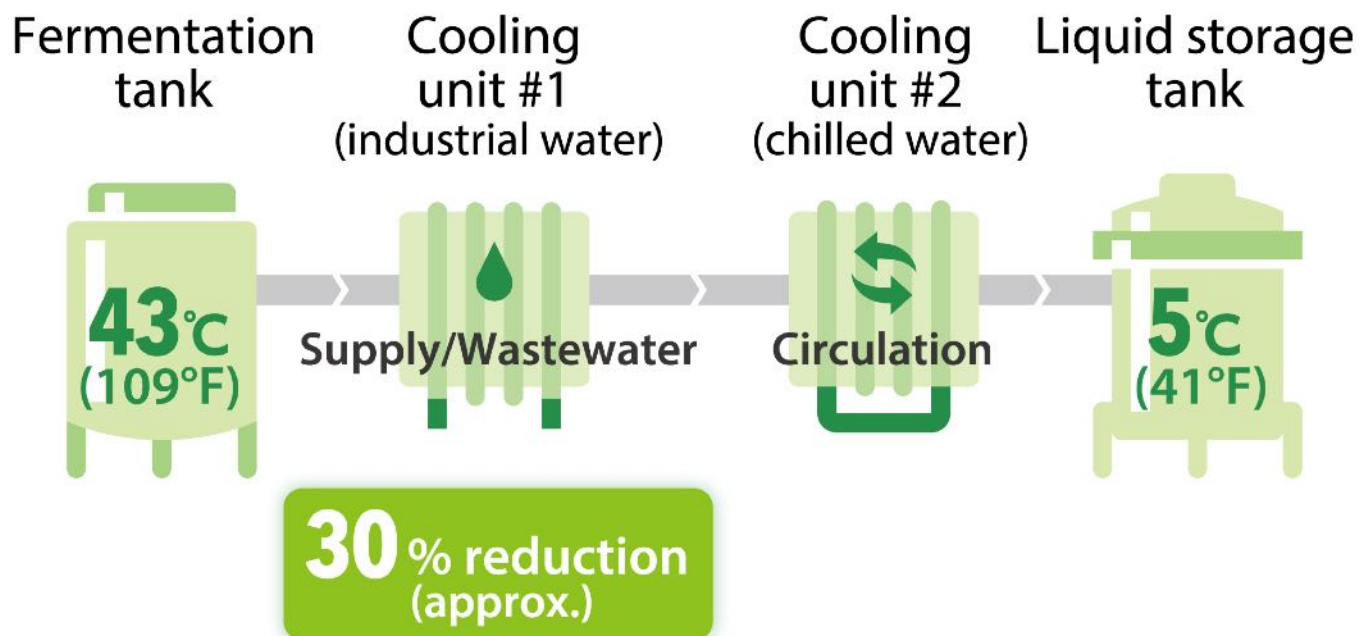 Fermentation
tank
Cooling
unit #1
(industrial water)
Cooling
unit #2
(chilled water)
Liquid storage
tank
43℃
(109°F)
Supply/Wastewater
Circulation
5℃
(41°F)
30% reduction
(approx.)